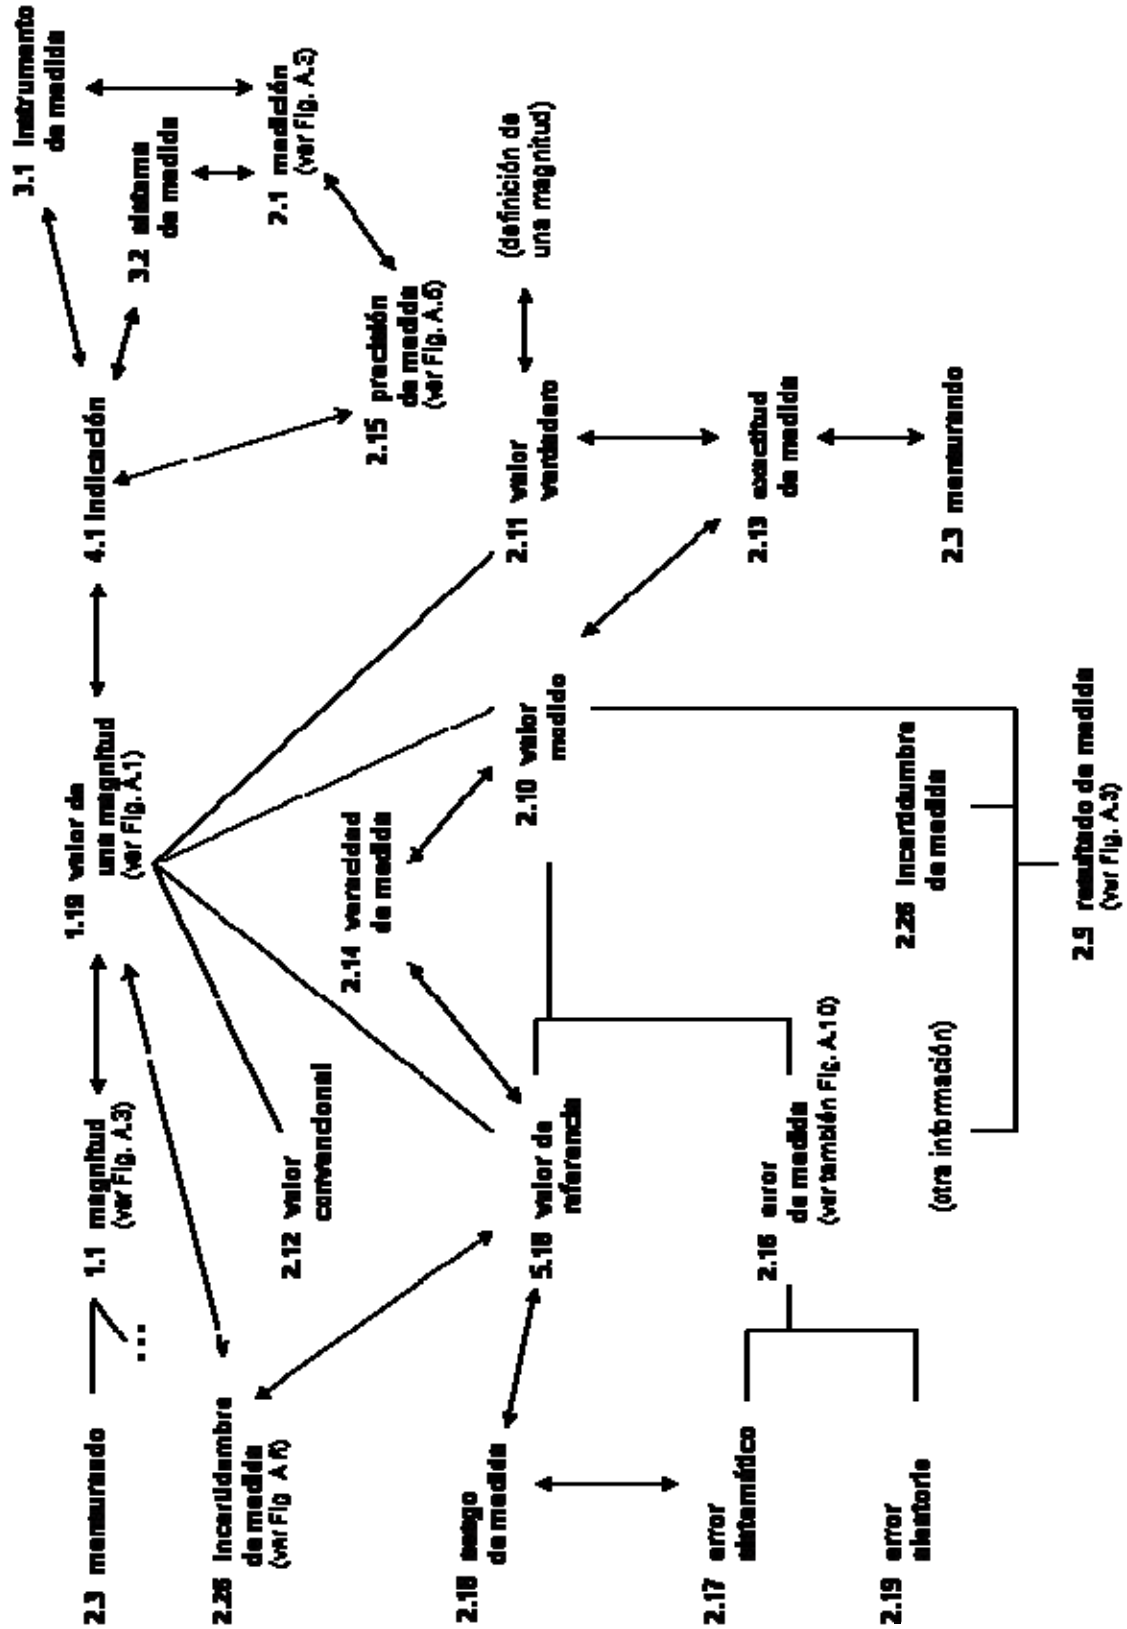 2.3 mensurando
1.1 magnitud
(ver Fig. A.3)
...
1.19 valor de
una magnitud
(ver Fig. A.1)
4.1 indicación
3.1 instrumento
de medida
3.2 sistema
de medida
2.1 medición
(ver Fig. A.2)
2.26 incertidumbre
de medida
(ver Fig A.6)
2.12 valor
convencional
2.14 veracidad
de medida
2.15 precisión
de medida
(ver Fig. A.6)
2.18 sesgo
de medida
5.18 valor de
referencia
2.10 valor
medido
2.11 valor
verdadero
(definición de
una magnitud)
2.17 error
sistemático
2.16 error
de medida
(ver también Fig. A.10)
2.13 exactitud
de medida
2.19 error
aleatorio
(otra información)
2.26 incertidumbre
de medida
2.3 mensurando
2.9 resultado de medida
(ver Fig. A.3)